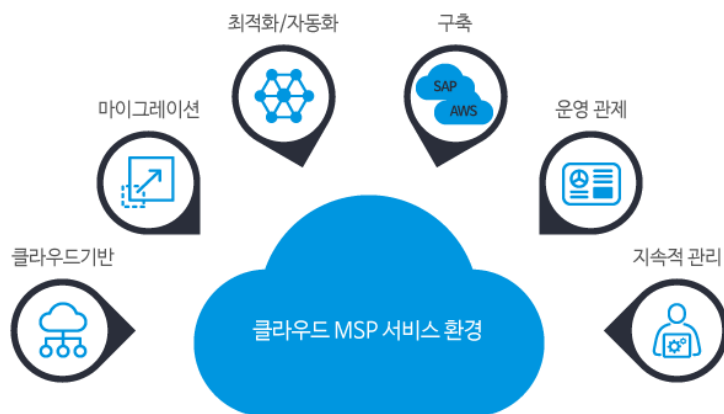 최적화/자동화
구축
마이그레이션
SAP
AWS
운영 관제
클라우드기반
지속적 관리
클라우드 MSP 서비스 환경